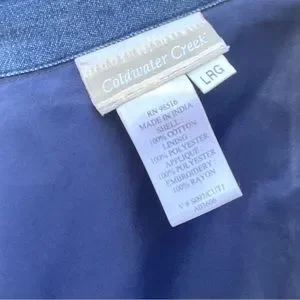 Coldwater Creek
LRG
RN 98516
MADE IN INDIA
SHELL:
100% COTTON
LINING
100% POLYESTER
APPLIQUE
100% POLYESTER
EMBROIDERY:
100% RAYON